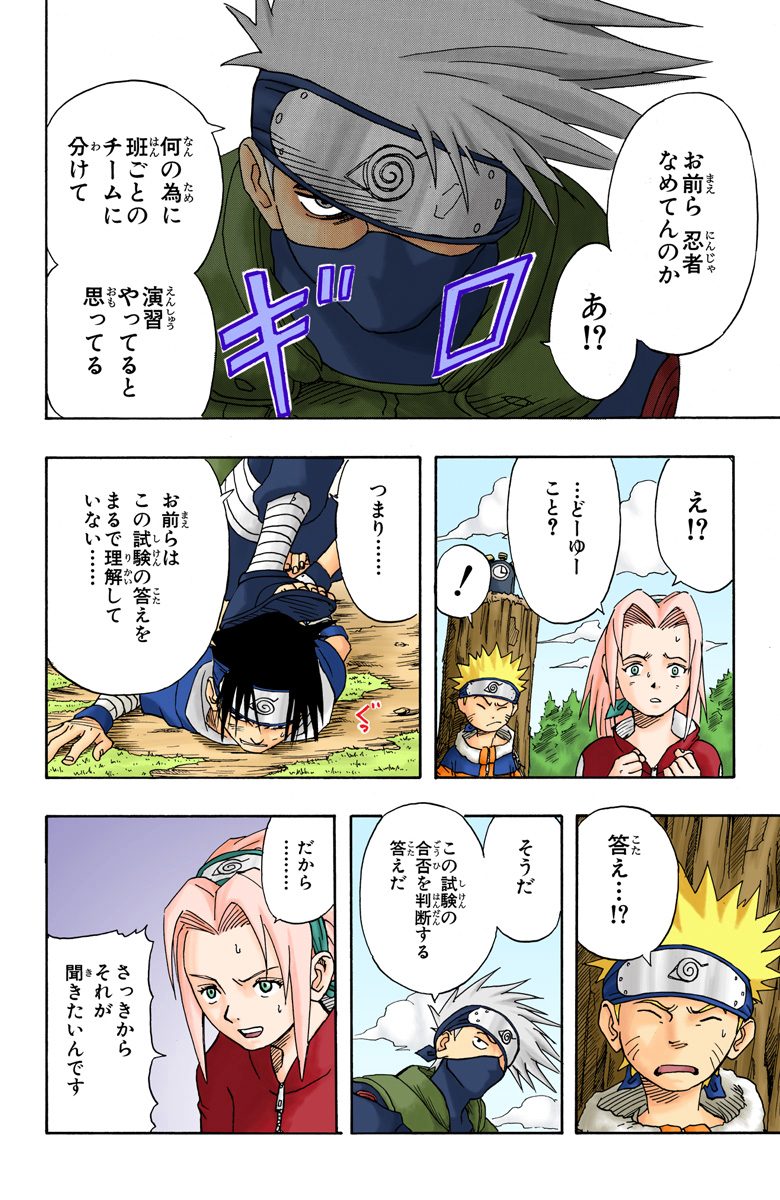 お前ら 忍者
なめてんのか
あ!?
何の為に
班ごとの
チームに
分けて
演習
やってると
思ってる
ギロ
え!?
…どーゆー
こと?
!
つまり……
お前らは
この試験の答えを
まるで理解して
いない……
ぐっ
答え…!?
そうだ
この試験の
合否を判断する
答えだ
だから
………
さっきから
それが
聞きたいんです